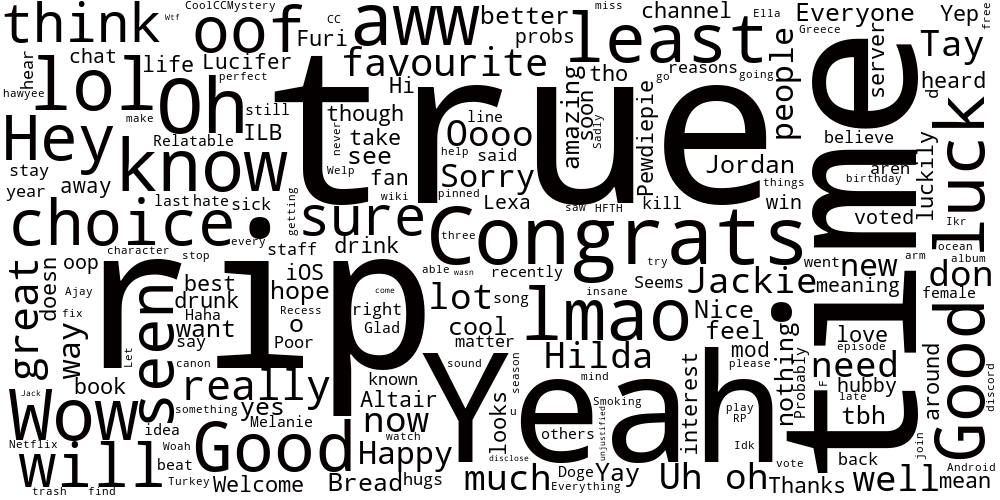 think
Wtf
CoolCCMystery
oof
CC
Furi
aww
better
probs
least
miss
channel
Ella
Everyone
Greece
Yep
free
hear
hawyee
chat
lol
life
Lucifer
perfect
Oh
favourite
Hi
tho
reasons
go
going
people
server
Tay
heard
d
make
still
ILB
Relatable
though
take
never
see
Welp
fan
wiki
true
line
Oooo
help
said
Sorry
pinned
Lexa
amazing
soon
sadly
saw
HFTH
Pewdiepie
kill
Jordan
things
win
time
believe
aren
birthday
voted
luckily
luck
Ikr
Hey
know
stay
year
away
last
hate
sick
getting
choice
every
staff
sure
drink
Congrats
three
able
wasn
recently
try
went
new
meaning
arm
ocean
album
don
female
great
doesn
oop
Ajay
fix
way
character
stop
rip
seen
best
drunk
Haha
want
say
canon
Let
iOS
hope
Recess
o
Poor
come
right
Glad
lot
song
cool
matter
lmao
insane
Seems
Jackie
Nice
feel
mod
please
nothing
Probably
love
episode
need
hubby
late
F
tbh
around
Good
discord
Jack
book
Wow
idea
Netflix
will
trash
find
Woah
beat
Turkey
really
something
yes
Melanie
Good
Welcome
known
Altair
now
watch
Happy
Bread
hugs
Yeah
sound
season
u
looks
disclose
much
Hilda
mind
Smoking
others
unjustified
Doge
Everything
Yay
interest
play
RP
Idk
Uh
oh
vote
Thanks
back
well
join
Android
mean